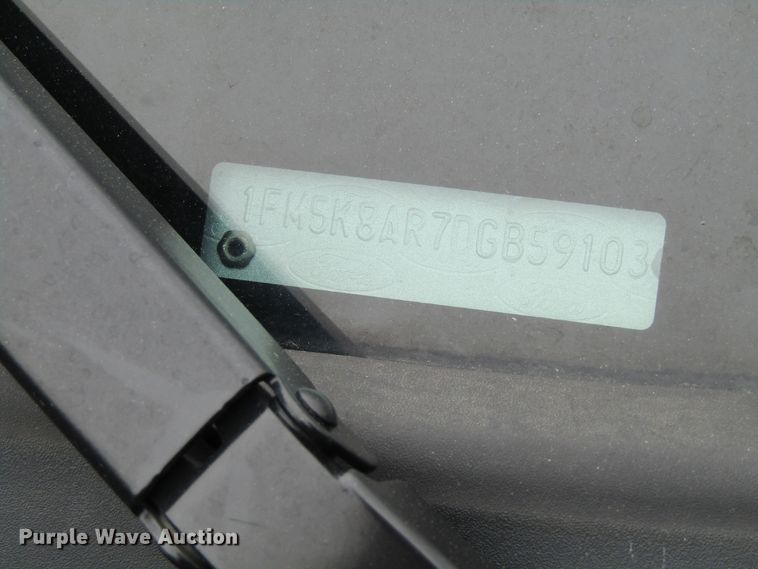 1FM5K8AR7DGB59103
Purple Wave Auction